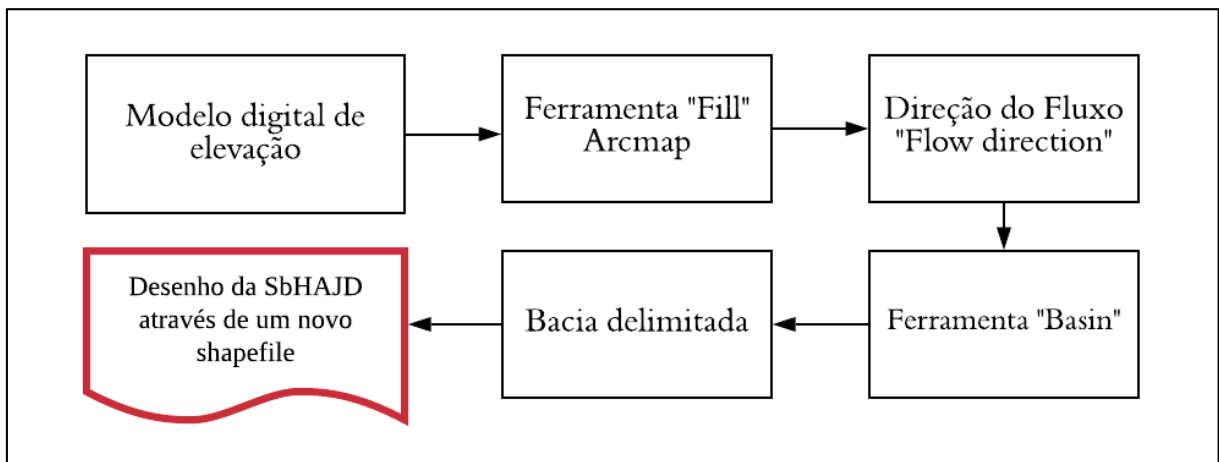 Modelo digital de
elevação
Ferramenta "Fill"
Arcmap
Direção do Fluxo
"Flow direction"
Ferramenta "Basin"
Bacia delimitada
Desenho da SbHAJD
através de um novo
shapefile